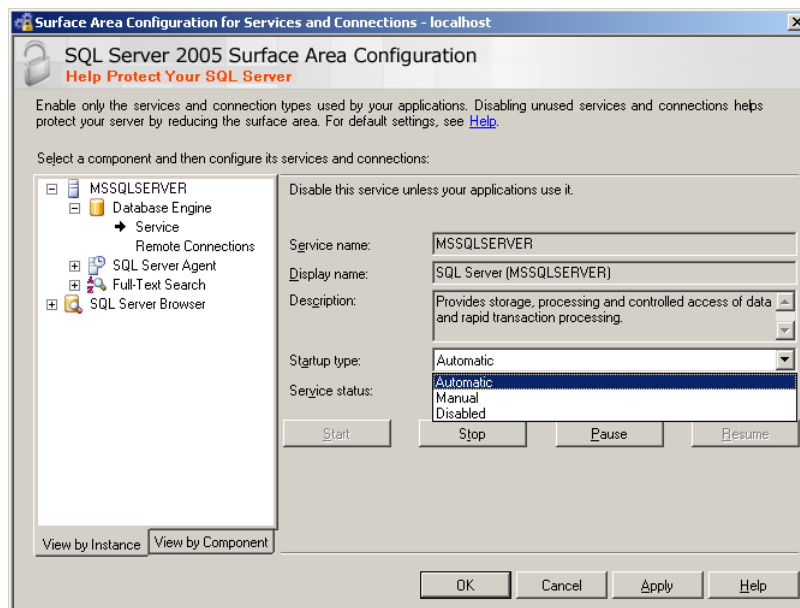 Surface Area Configuration for Services and Connections - localhost
SQL Server 2005 Surface Area Configuration
Help Protect Your SQL Server
Enable only the services and connection types used by your applications. Disabling unused services and connections helps
protect your server by reducing the surface area. For default settings, see Help.
Select a component and then configure its services and connections:
MSSQLSERVER
Database Engine
Service
Remote Connections
SQL Server Agent
Full-Text Search
SQL Server Browser
View by Instance
View by Component
Disable this service unless your applications use it.
Service name:
MSSQLSERVER
Display name:
SQL Server (MSSQLSERVER)
Description:
Provides storage, processing and controlled access of data
and rapid transaction processing.
Startup type:
Automatic
Automatic
Manual
Disabled
Service status:
Start
Stop
Pause
Resume
OK
Cancel
Apply
Help